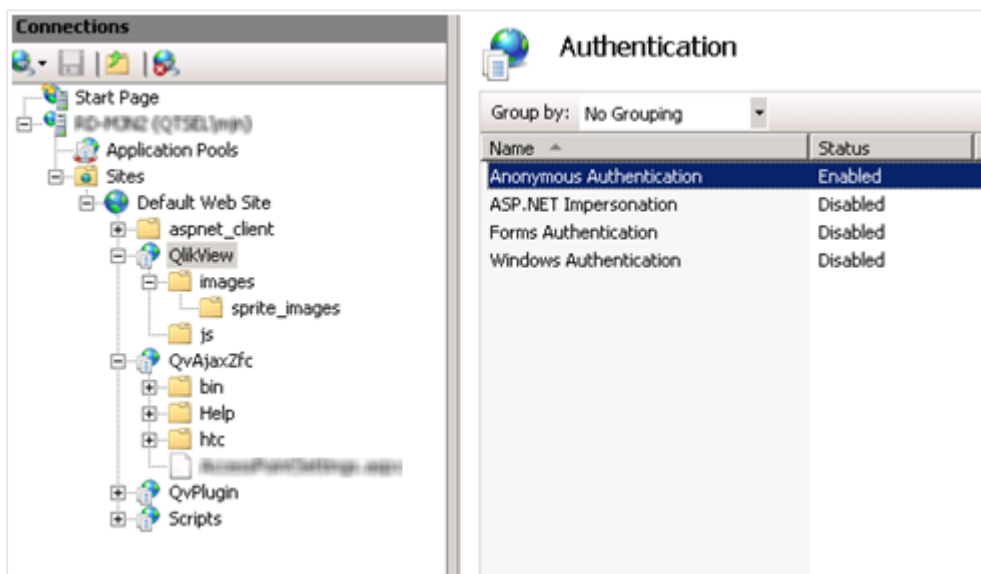 Connections
Start Page
Application Pools
Sites
Default Web Site
aspnet_client
QlikView
images
sprite_images
js
QvAjaxZfc
bin
Help
htc
QvPlugin
Scripts
Authentication
Group by: No Grouping
Name Status
Anonymous Authentication Enabled
ASP.NET Impersonation Disabled
Forms Authentication Disabled
Windows Authentication Disabled